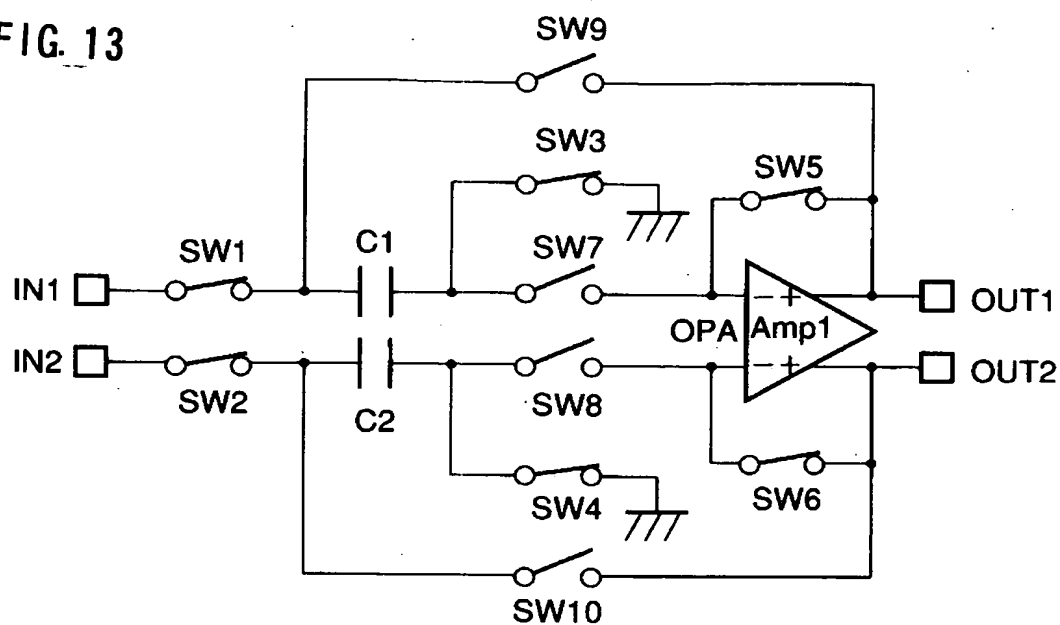 FIG. 13
SW9
SW3
SW5
C1
SW1
SW7
IN1
OUT1
OPA Amp1
IN2
OUT2
SW2
SW8
C2
SW4
SW6
SW10